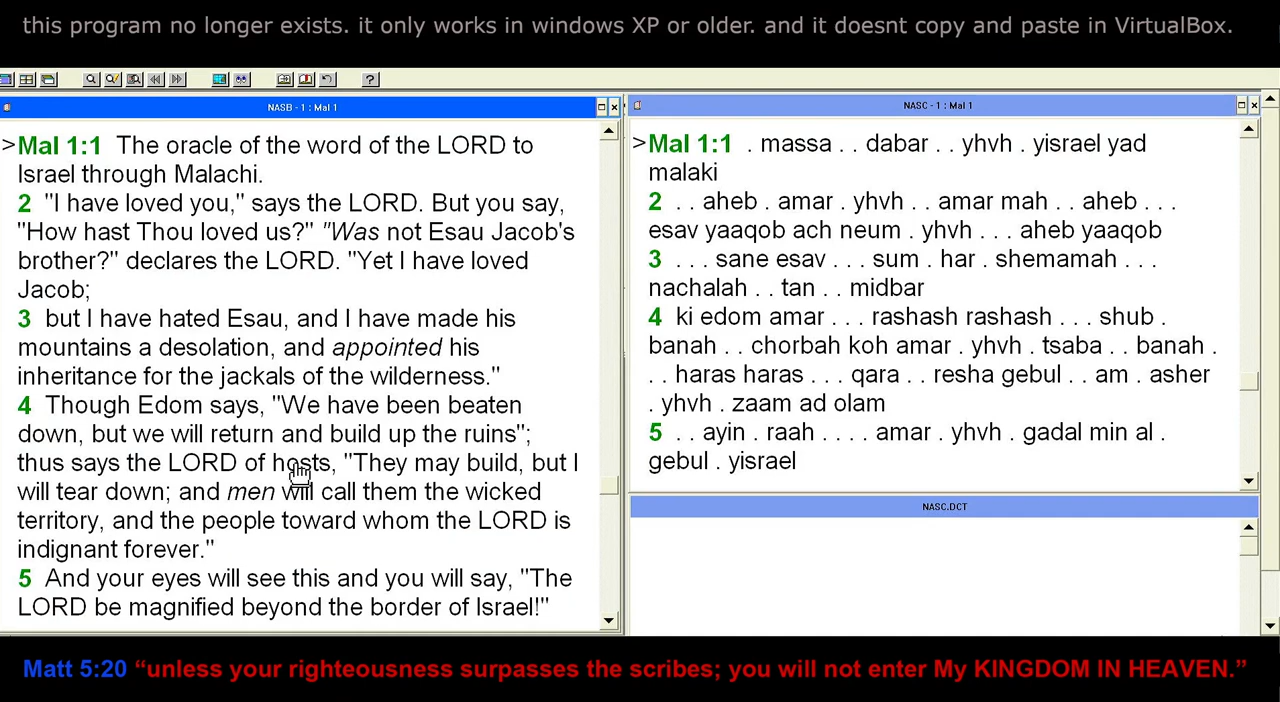 this program no longer exists. it only works in windows XP or older. and it doesnt copy and paste in VirtualBox.
NASB - 1 : Mal 1
>Mal 1:1 The oracle of the word of the LORD to
Israel through Malachi.
2 "I have loved you," says the LORD. But you say,
"How hast Thou loved us?" "Was not Esau Jacob's
brother?" declares the LORD. "Yet I have loved
Jacob;
3 but I have hated Esau, and I have made his
mountains a desolation, and appointed his
inheritance for the jackals of the wilderness."
4 Though Edom says, "We have been beaten
down, but we will return and build up the ruins";
thus says the LORD of hosts, "They may build, but I
will tear down; and men will call them the wicked
territory, and the people toward whom the LORD is
indignant forever."
5 And your eyes will see this and you will say, "The
LORD be magnified beyond the border of Israel!"
NASC - 1 : Mal 1
>Mal 1:1 . massa . . dabar . . yhvh . yisrael yad
malaki
2 . . aheb . amar . yhvh . . amar mah . . aheb . . .
esav yaaqob ach neum . yhvh . . . aheb yaaqob
3 . . . sane esav . . . sum . har . shemamah . . .
nachalah . . tan . . midbar
4 ki edom amar . . . rashash rashash . . . shub .
banah . . chorbah koh amar . yhvh . tsaba . . banah .
. . haras haras . . . qara . . resha gebul . . am . asher
. yhvh . zaam ad olam
5 . . ayin . raah . . . . amar . yhvh . gadal min al .
gebul . yisrael
NASC.DCT
Matt 5:20 “unless your righteousness surpasses the scribes; you will not enter My KINGDOM IN HEAVEN.”